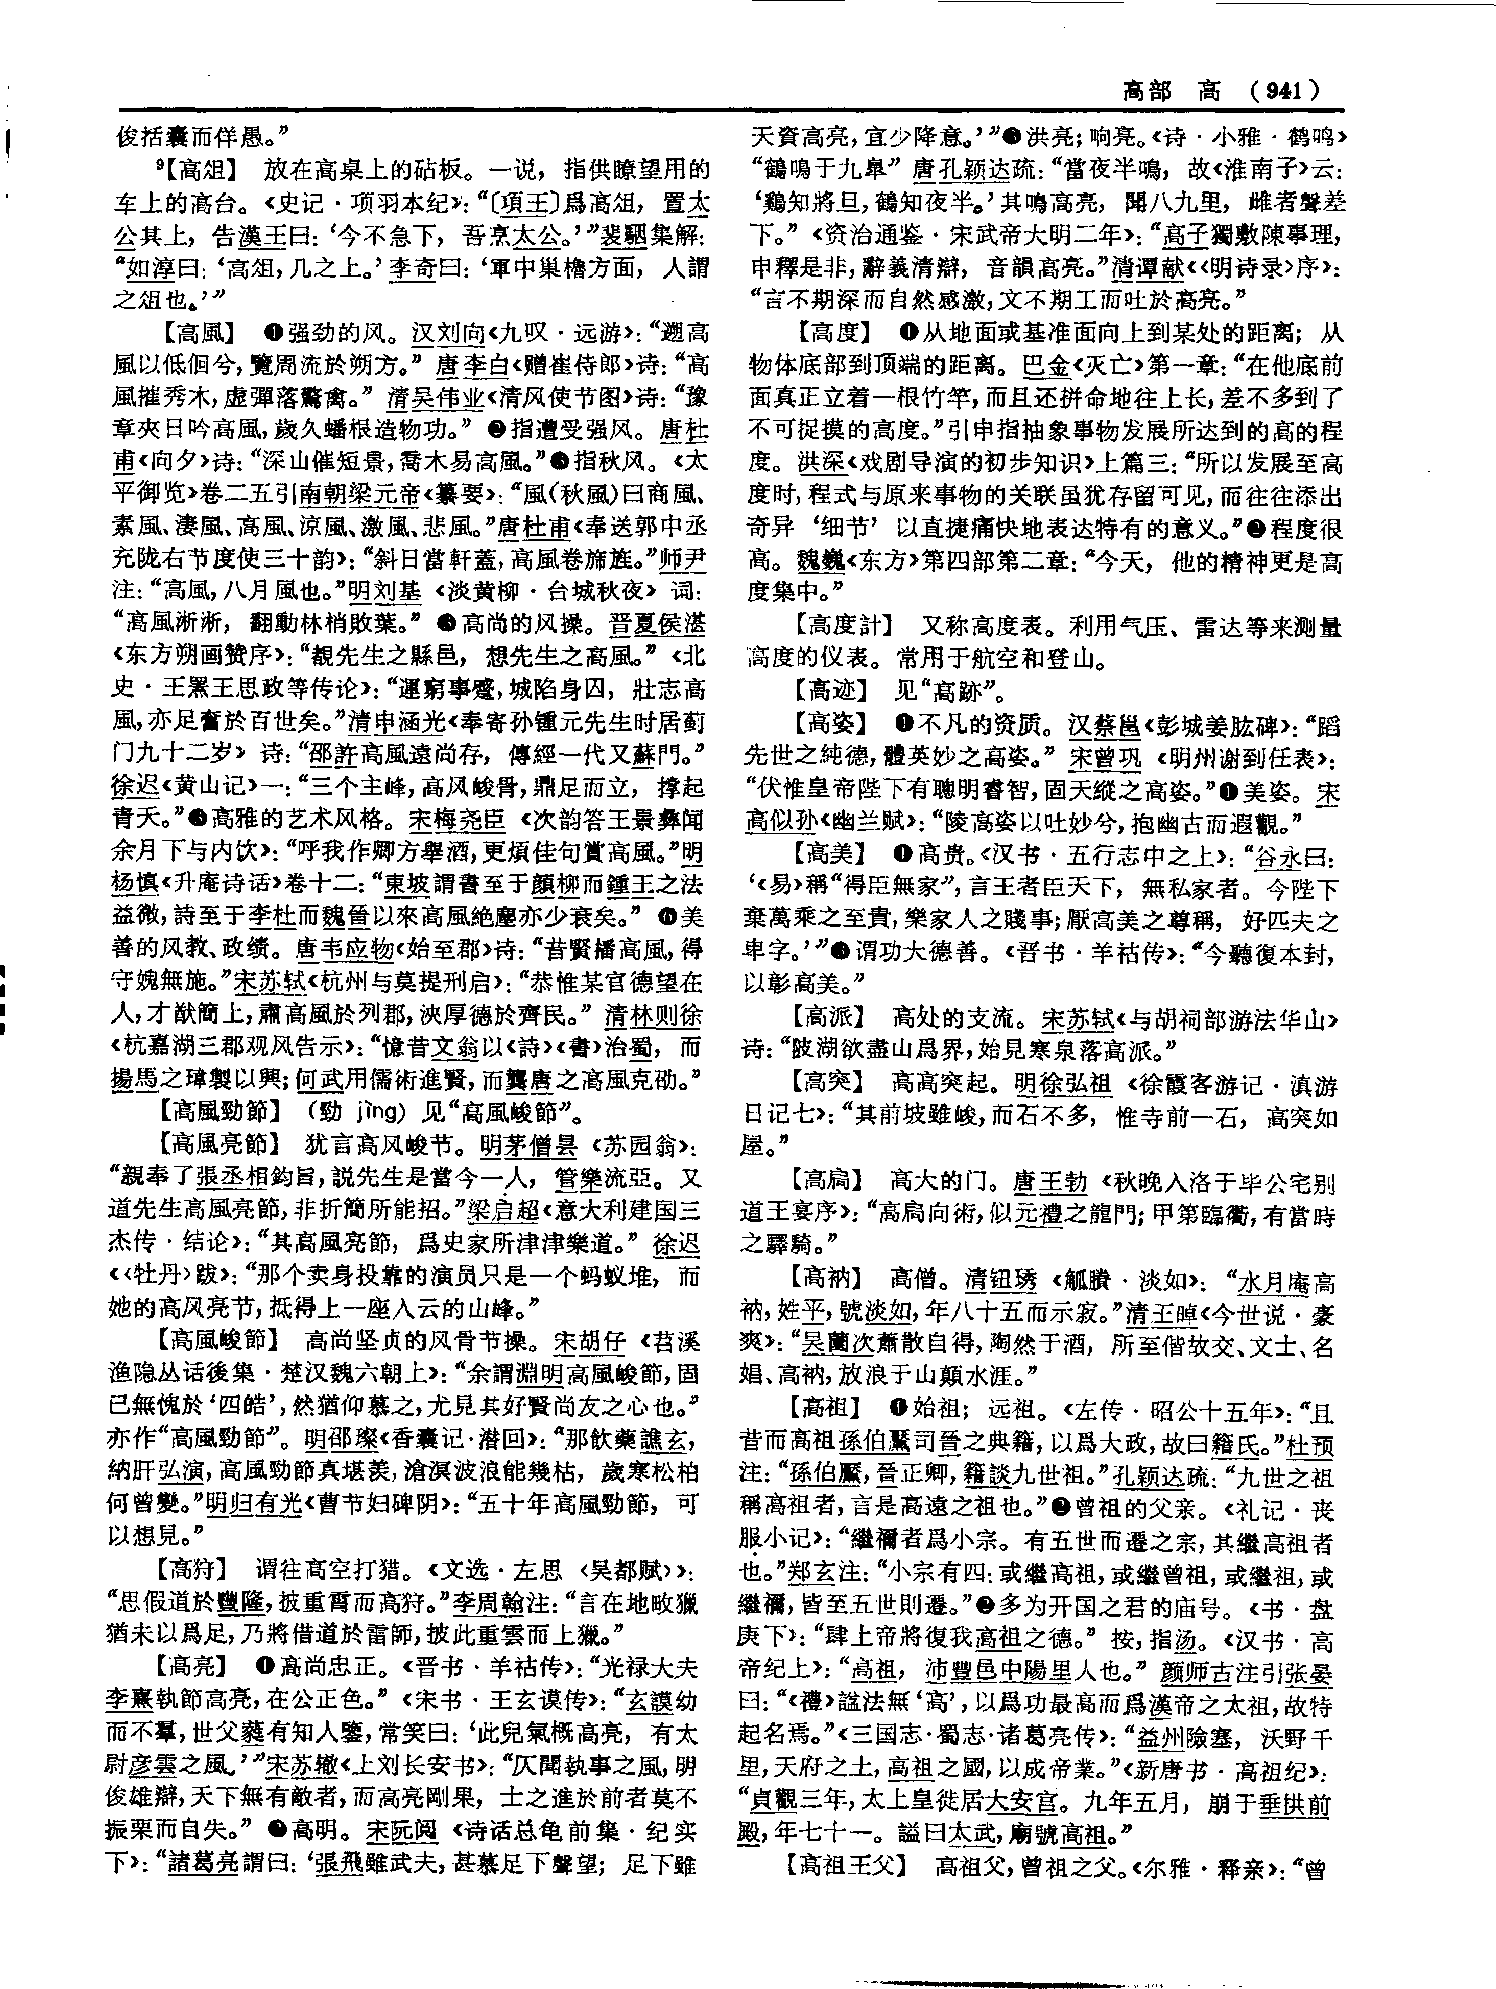 高部 高 （941）
俊括囊而佯愚。”
⁹【高俎】 放在高桌上的砧板。一说，指供瞭望用的
车上的高台。《史记·项羽本纪》：“〔項王〕爲高俎，置太
公其上，告漢王曰：‘今不急下，吾烹太公。’”裴駰集解：
“如淳曰：‘高俎，几之上。’李奇曰：‘軍中巢櫓方面，人謂
之俎也。’”
【高風】 ❶强劲的风。汉刘向《九叹·远游》：“遡高
風以低佪兮，覽周流於朔方。”唐李白《赠崔侍郎》诗：“高
風摧秀木，虚彈落驚禽。”清吴伟业《清风使节图》诗：“豫
章夾日吟高風，歲久蟠根造物功。”❷指遭受强风。唐杜
甫《向夕》诗：“深山催短景，喬木易高風。”❸指秋风。《太
平御览》卷二五引南朝梁元帝《纂要》：“風（秋風）曰商風、
素風、淒風、高風、涼風、激風、悲風。”唐杜甫《奉送郭中丞
充陇右节度使三十韵》：“斜日當軒蓋，高風卷旆旌。”师尹
注：“高風，八月風也。”明刘基《淡黄柳·台城秋夜》词：
“高風淅淅，翻動林梢敗葉。”❹高尚的风操。晋夏侯湛
《东方朔画赞序》：“覩先生之縣邑，想先生之高風。”《北
史·王罴王思政等传论》：“運窮事蹙，城陷身囚，壯志高
風，亦足奮於百世矣。”清申涵光《奉寄孙锺元先生时居蓟
门九十二岁》诗：“邵許高風遠尚存，傳經一代又蘇門。”
徐迟《黄山记》一：“三个主峰，高风峻骨，鼎足而立，撑起
青天。”❺高雅的艺术风格。宋梅尧臣《次韵答王景彝闻
余月下与内饮》：“呼我作卿方舉酒，更煩佳句賞高風。”明
杨慎《升庵诗话》卷十二：“東坡謂書至于顔柳而鍾王之法
益微，詩至于李杜而魏晉以來高風絶塵亦少衰矣。”❻美
善的风教、政绩。唐韦应物《始至郡》诗：“昔賢播高風，得
守媿無施。”宋苏轼《杭州与莫提刑启》：“恭惟某官德望在
人，才猷簡上，肅高風於列郡，浹厚德於齊民。”清林则徐
《杭嘉湖三郡观风告示》：“憶昔文翁以《詩》《書》治蜀，而
揚馬之瑋製以興；何武用儒術進賢，而龔唐之高風克劭。”
【高風勁節】 （勁 jìng）见“高風峻節”。
【高風亮節】 犹言高风峻节。明茅僧昙《苏园翁》：
“親奉了張丞相鈞旨，説先生是當今一人，管樂流亞。又
道先生高風亮節，非折簡所能招。”梁启超《意大利建国三
杰传·结论》：“其高風亮節，爲史家所津津樂道。”徐迟
《〈牡丹〉跋》：“那个卖身投靠的演员只是一个蚂蚁堆，而
她的高风亮节，抵得上一座入云的山峰。”
【高風峻節】 高尚坚贞的风骨节操。宋胡仔《苕溪
渔隐丛话後集·楚汉魏六朝上》：“余謂淵明高風峻節，固
已無愧於‘四皓’，然猶仰慕之，尤見其好賢尚友之心也。”
亦作“高風勁節”。明邵璨《香囊记·潜回》：“那飲藥譙玄，
納肝弘演，高風勁節真堪羨，滄溟波浪能幾枯，歲寒松柏
何曾變。”明归有光《曹节妇碑阴》：“五十年高風勁節，可
以想見。”
【高狩】 谓往高空打猎。《文选·左思〈吴都赋〉》：
“思假道於豐隆，披重霄而高狩。”李周翰注：“言在地畋獵
猶未以爲足，乃將借道於雷師，披此重雲而上獵。”
【高亮】 ❶高尚忠正。《晋书·羊祜传》：“光禄大夫
李憙執節高亮，在公正色。”《宋书·王玄谟传》：“玄謨幼
而不羣，世父蕤有知人鑒，常笑曰：‘此兒氣概高亮，有太
尉彦雲之風。’”宋苏辙《上刘长安书》：“仄聞執事之風，明
俊雄辯，天下無有敵者，而高亮剛果，士之進於前者莫不
振栗而自失。”❷高明。宋阮阅《诗话总龟前集·纪实
下》：“諸葛亮謂曰：‘張飛雖武夫，甚慕足下聲望；足下雖
天資高亮，宜少降意。’”❸洪亮；响亮。《诗·小雅·鹤鸣》
“鶴鳴于九皋”唐孔颖达疏：“當夜半鳴，故《淮南子》云：
‘鷄知將旦，鶴知夜半。’其鳴高亮，聞八九里，雌者聲差
下。”《资治通鉴·宋武帝大明二年》：“高子獨敷陳事理，
申釋是非，辭義清辯，音韻高亮。”清谭献《〈明诗录〉序》：
“言不期深而自然感激，文不期工而吐於高亮。”
【高度】 ❶从地面或基准面向上到某处的距离；从
物体底部到顶端的距离。巴金《灭亡》第一章：“在他底前
面真正立着一根竹竿，而且还拼命地往上长，差不多到了
不可捉摸的高度。”引申指抽象事物发展所达到的高的程
度。洪深《戏剧导演的初步知识》上篇三：“所以发展至高
度时，程式与原来事物的关联虽犹存留可见，而往往添出
奇异‘细节’以直捷痛快地表达特有的意义。”❷程度很
高。魏巍《东方》第四部第二章：“今天，他的精神更是高
度集中。”
【高度計】 又称高度表。利用气压、雷达等来测量
高度的仪表。常用于航空和登山。
【高迹】 见“高跡”。
【高姿】 ❶不凡的资质。汉蔡邕《彭城姜肱碑》：“蹈
先世之純德，體英妙之高姿。”宋曾巩《明州谢到任表》：
“伏惟皇帝陛下有聰明睿智，固天縱之高姿。”❶美姿。宋
高似孙《幽兰赋》：“陵高姿以吐妙兮，抱幽古而遐觀。”
【高美】 ❶高贵。《汉书·五行志中之上》：“谷永曰：
‘《易》稱“得臣無家”，言王者臣天下，無私家者。今陛下
棄萬乘之至貴，樂家人之賤事；厭高美之尊稱，好匹夫之
卑字。’”❷谓功大德善。《晋书·羊祜传》：“今聽復本封，
以彰高美。”
【高派】 高处的支流。宋苏轼《与胡祠部游法华山》
诗：“陂湖欲盡山爲界，始見寒泉落高派。”
【高突】 高高突起。明徐弘祖《徐霞客游记·滇游
日记七》：“其前坡雖峻，而石不多，惟寺前一石，高突如
屋。”
【高扃】 高大的门。唐王勃《秋晚入洛于毕公宅别
道王宴序》：“高扃向術，似元禮之龍門；甲第臨衢，有當時
之驛騎。”
【高衲】 高僧。清钮琇《觚賸·淡如》：“水月庵高
衲，姓平，號淡如，年八十五而示寂。”清王晫《今世说·豪
爽》：“吴薗次蕭散自得，陶然于酒，所至偕故交、文士、名
娼、高衲，放浪于山顛水涯。”
【高祖】 ❶始祖；远祖。《左传·昭公十五年》：“且
昔而高祖孫伯黶司晉之典籍，以爲大政，故曰籍氏。”杜预
注：“孫伯黶，晉正卿，籍談九世祖。”孔颖达疏：“九世之祖
稱高祖者，言是高遠之祖也。”❷曾祖的父亲。《礼记·丧
服小记》：“繼禰者爲小宗。有五世而遷之宗，其繼高祖者
也。”郑玄注：“小宗有四：或繼高祖，或繼曾祖，或繼祖，或
繼禰，皆至五世則遷。”❸多为开国之君的庙号。《书·盘
庚下》：“肆上帝將復我高祖之德。”按，指汤。《汉书·高
帝纪上》：“高祖，沛豐邑中陽里人也。”颜师古注引张晏
曰：“《禮》謚法無‘高’，以爲功最高而爲漢帝之太祖，故特
起名焉。”《三国志·蜀志·诸葛亮传》：“益州險塞，沃野千
里，天府之土，高祖之國，以成帝業。”《新唐书·高祖纪》：
“貞觀三年，太上皇徙居大安宫。九年五月，崩于垂拱前
殿，年七十一。謚曰太武，廟號高祖。”
【高祖王父】 高祖父，曾祖之父。《尔雅·释亲》：“曾